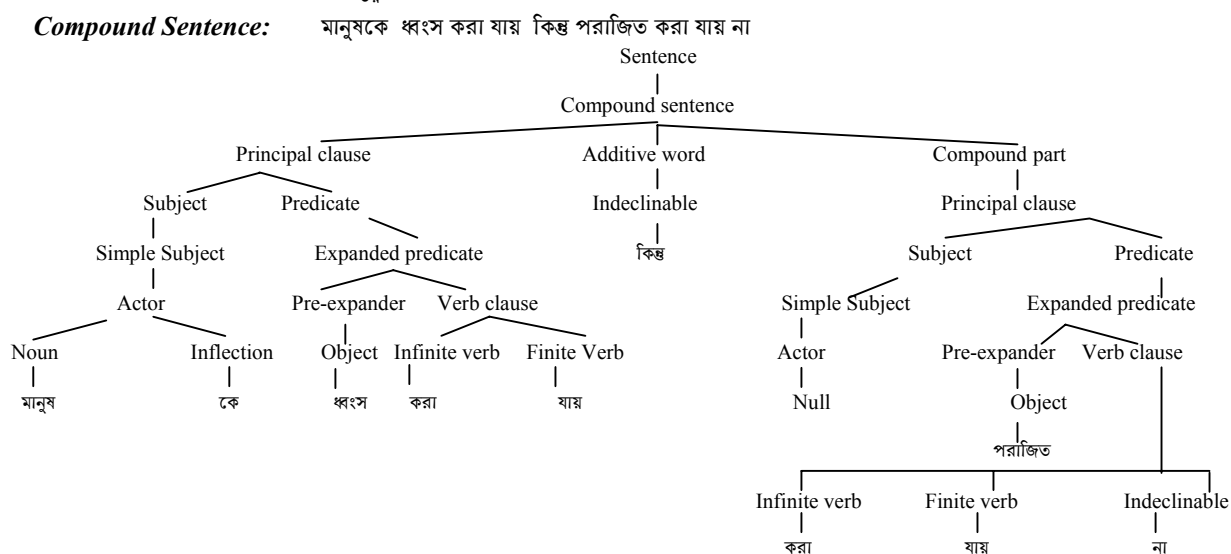 Compound Sentence: মানুষকে ধ্বংস করা যায় কিন্তু পরাজিত করা যায় না
Sentence
Compound sentence
Principal clause Additive word Compound part
Subject Predicate Indeclinable Principal clause
Simple Subject Expanded predicate কিন্তু Subject Predicate
Actor Pre-expander Verb clause Simple Subject Expanded predicate
Noun Inflection Object Infinite verb Finite Verb Actor Pre-expander Verb clause
মানুষ কে ধ্বংস করা যায় Null Object
পরাজিত
Infinite verb Finite verb Indeclinable
করা যায় না